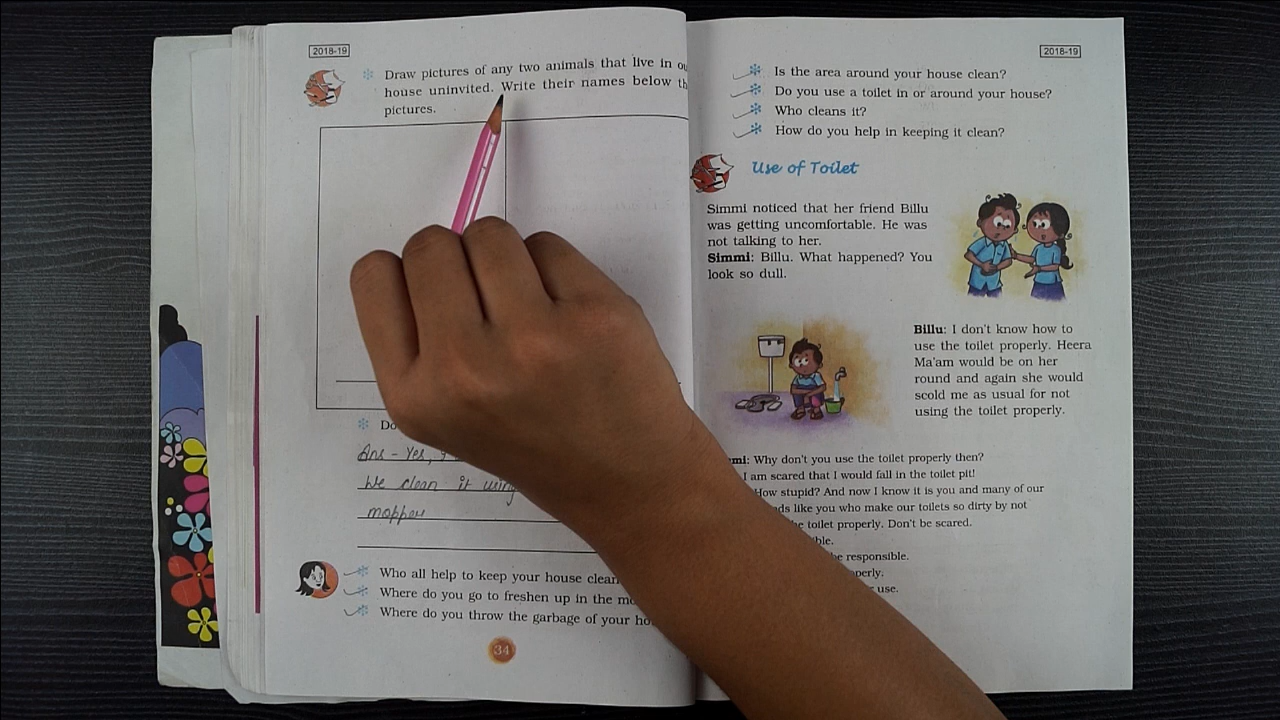 2018-19
Draw pictures of any two animals that live in
house uninvited. Write their names below
pictures.
Do
Ans - Yes,
We clean it using
Who all help to keep your house clean
Where do you go to freshen up in the
Where do you throw the garbage of your
34
2018-19
Is the area around your house clean?
Do you use a toilet in or around your house?
Who cleans it?
How do you help in keeping it clean?
Use of Toilet
Simmi noticed that her friend Billu
was getting uncomfortable. He was
not talking to her.
Simmi: Billu. What happened? You
look so dull.
Billu: I don't know how to
use the toilet properly. Heera
Ma'am would be on her
round and again she would
scold me as usual for not
using the toilet properly.
mi: Why don't you use the toilet properly then?
I am scared that I would fall in the toilet pit!
How stupid? And now I know it is you and many of our
ds like you who make our toilets so dirty by not
he toilet properly. Don't be scared.
ible.
be responsible.
perly.
use.